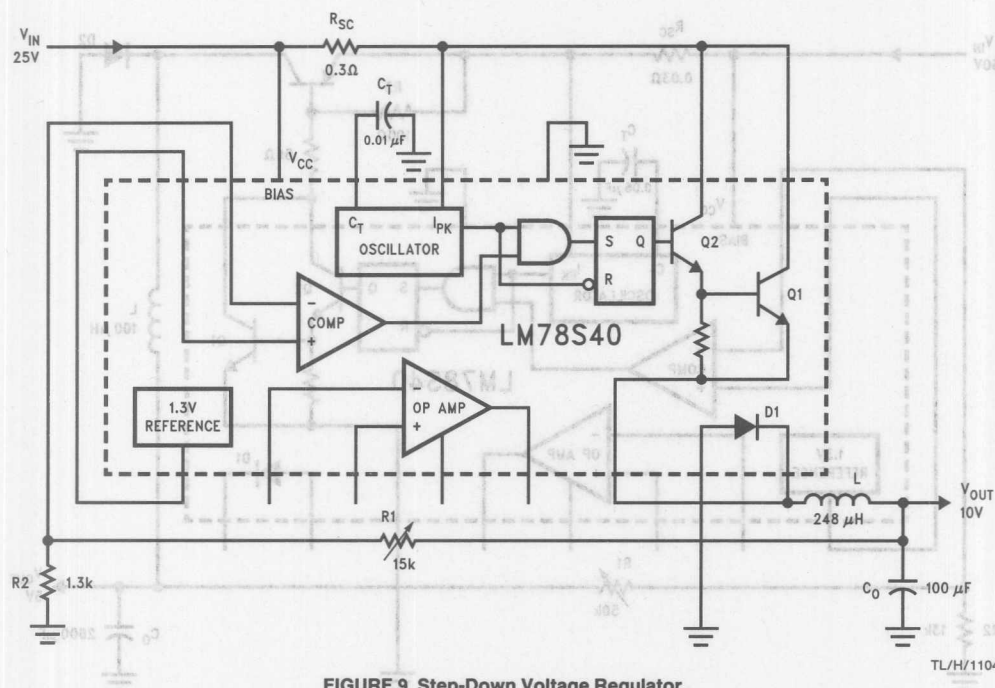 R_SC
V_IN
25V
0.3Ω
C_T
0.01 μF
V_CC
BIAS
C_T I_PK
OSCILLATOR
S Q
R
Q2
Q1
−
COMP
+
LM78S40
1.3V
REFERENCE
−
OP AMP
+
D1
L
248 μH
V_OUT
10V
R1
15k
R2
1.3k
C_O
100 μF
TL/H/1104
FIGURE 9. Step-Down Voltage Regulator